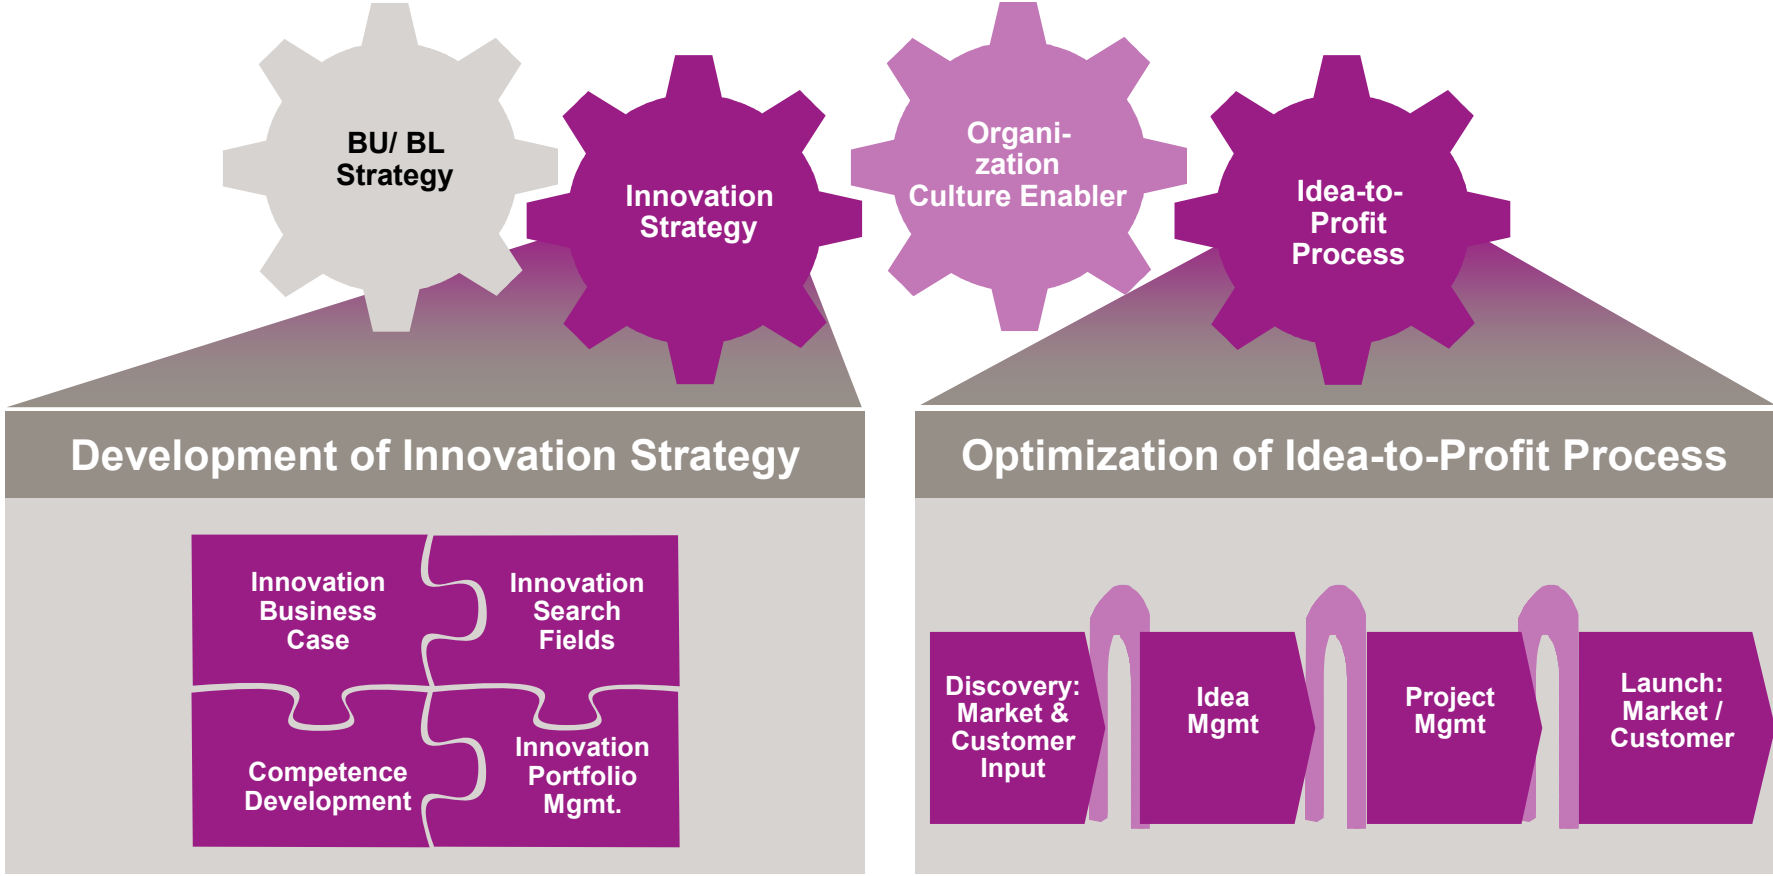 BU/ BL
Strategy
Innovation
Strategy
Organi-
zation
Culture Enabler
Idea-to-
Profit
Process
Development of Innovation Strategy
Innovation
Business
Case
Innovation
Search
Fields
Competence
Development
Innovation
Portfolio
Mgmt.
Optimization of Idea-to-Profit Process
Discovery:
Market &
Customer
Input
Idea
Mgmt
Project
Mgmt
Launch:
Market /
Customer